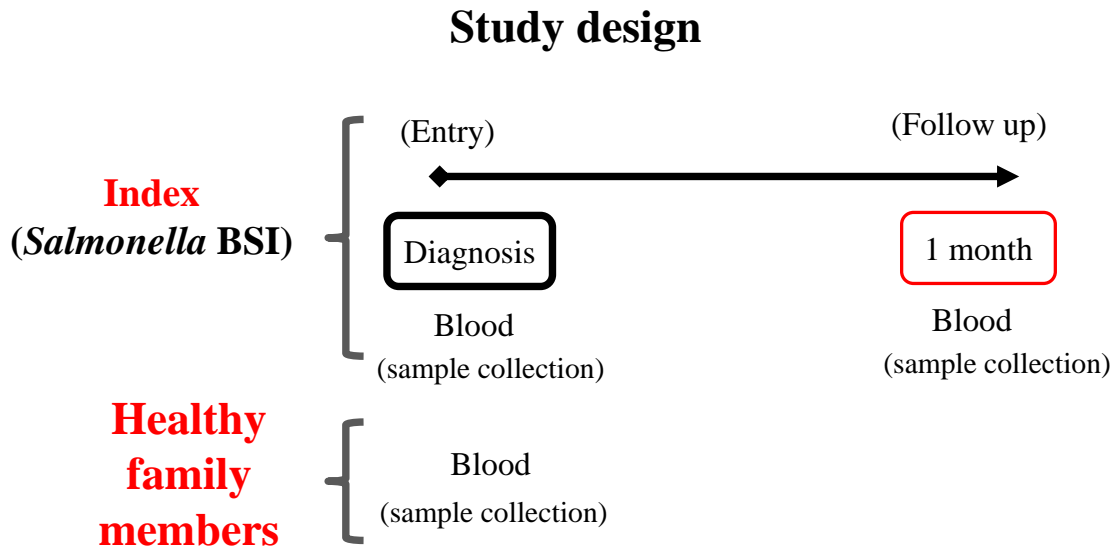 Study design
(Entry)
(Follow up)
Index
(Salmonella BSI)
Diagnosis
1 month
Blood
(sample collection)
Blood
(sample collection)
Healthy
family
members
Blood
(sample collection)